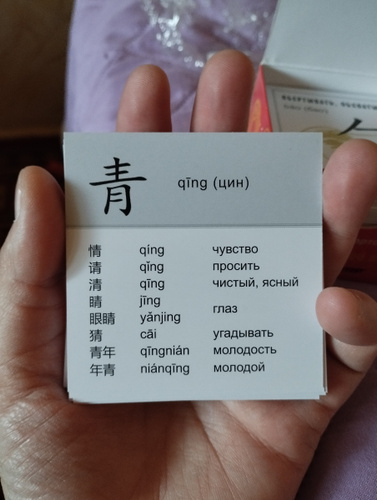 青 qīng (цин)
情 qíng чувство
请 qǐng просить
清 qīng чистый, ясный
睛 jīng
глаз
眼睛 yǎnjing
猜 cāi угадывать
青年 qīngnián молодость
年青 niánqīng молодой